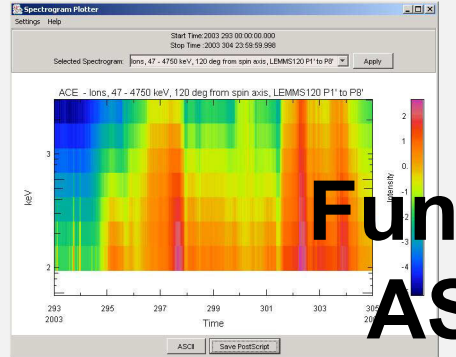 Spectrogram Plotter
Settings Help
Start Time:2003 293 00:00:00.000
Stop Time :2003 304 23:59:59.998
Selected Spectrogram: Ions, 47 - 4750 keV, 120 deg from spin axis, LEMMS120 P1' to P8' Apply
ACE - Ions, 47 - 4750 keV, 120 deg from spin axis, LEMMS120 P1' to P8'
keV
3
2
2
1
0.
-1
-3
-4
Intensity
Fun
AS
293 295 297 299 301 303 305
2003
Time
ASCII Save PostScript